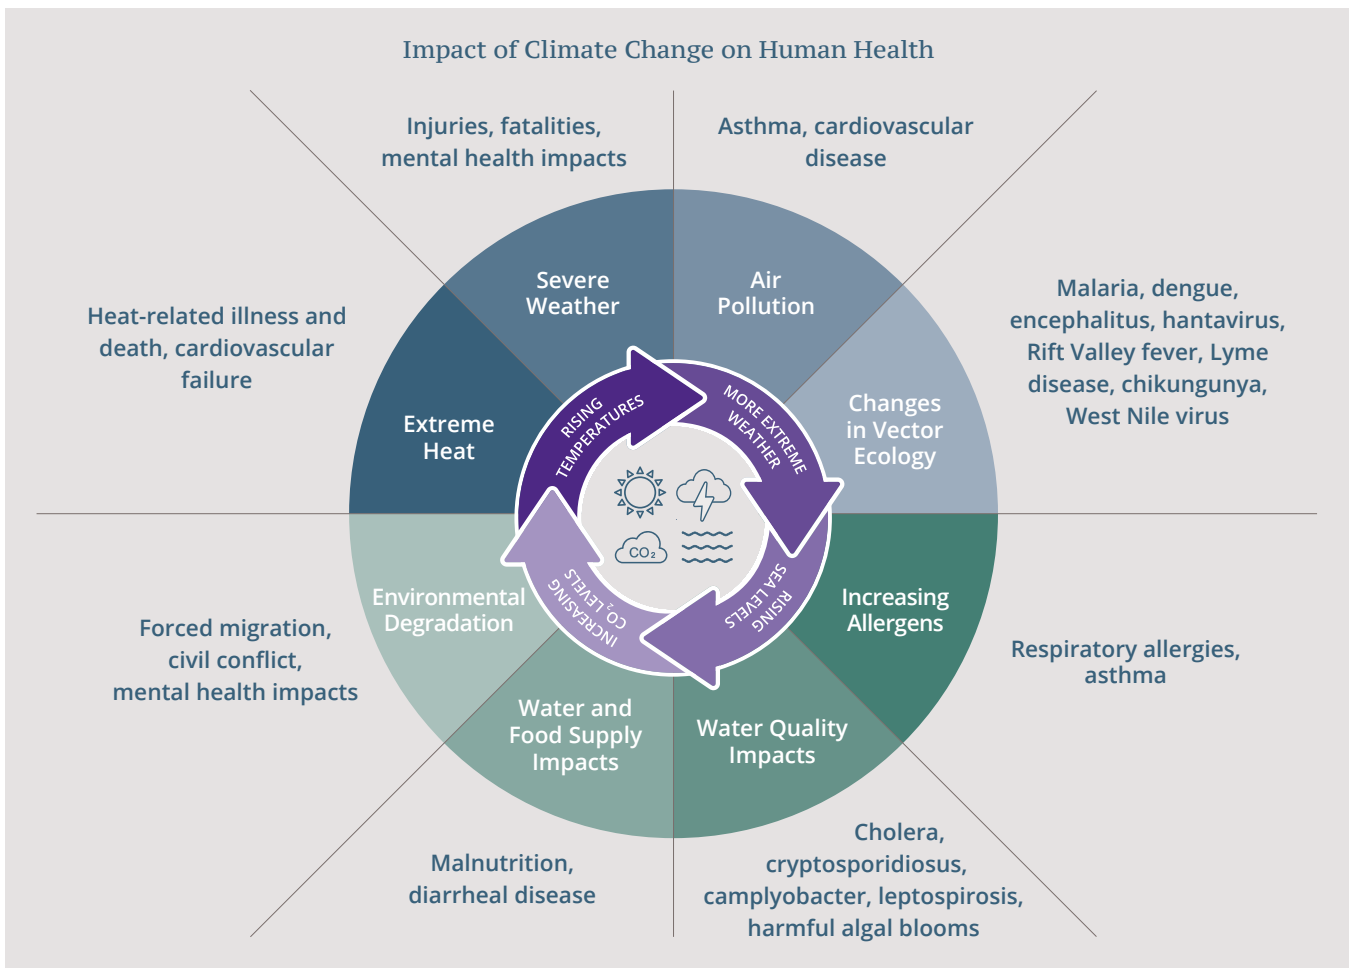 Impact of Climate Change on Human Health
Injuries, fatalities,
mental health impacts
Asthma, cardiovascular
disease
Malaria, dengue,
encephalitus, hantavirus,
Rift Valley fever, Lyme
disease, chikungunya,
West Nile virus
Respiratory allergies,
asthma
Cholera,
cryptosporidiosus,
camplyobacter, leptospirosis,
harmful algal blooms
Malnutrition,
diarrheal disease
Forced migration,
civil conflict,
mental health impacts
Heat-related illness and
death, cardiovascular
failure
Severe
Weather
Air
Pollution
Changes
in Vector
Ecology
Increasing
Allergens
Water Quality
Impacts
Water and
Food Supply
Impacts
Environmental
Degradation
Extreme
Heat
RISING
TEMPERATURES
MORE EXTREME
WEATHER
RISING
SEA LEVELS
INCREASING
CO₂ LEVELS
CO₂